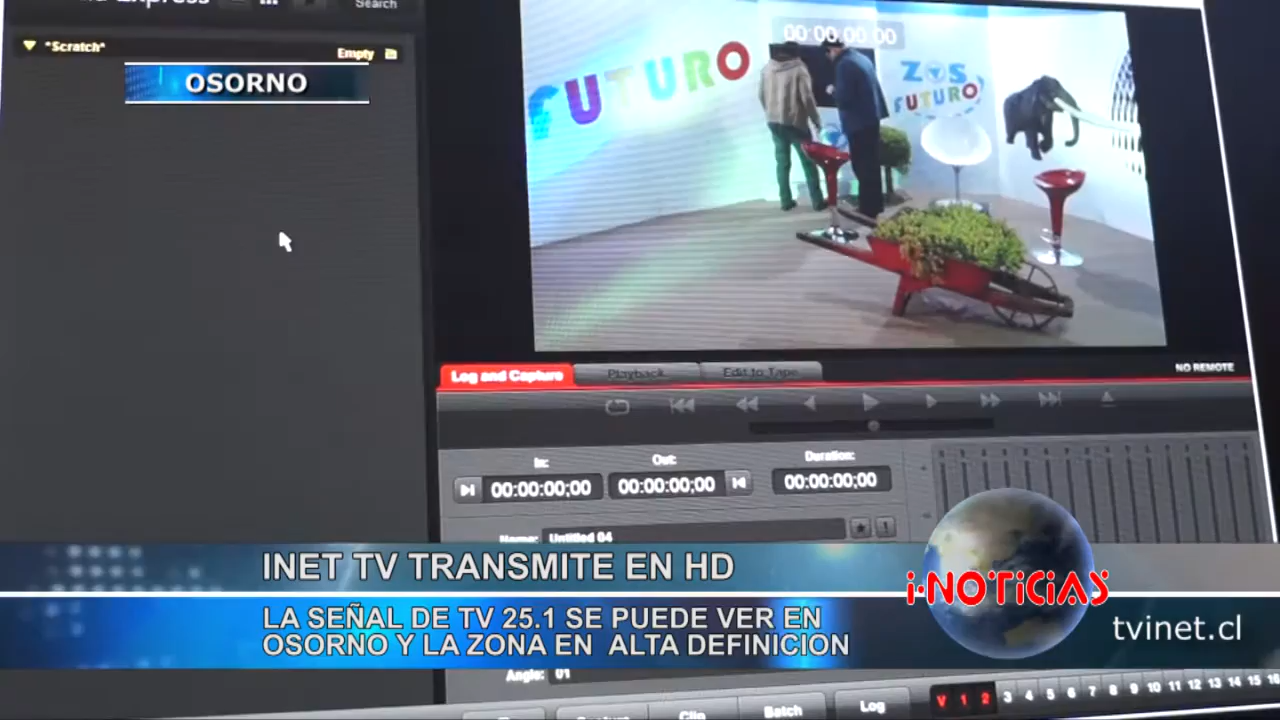 Express
Search
*Scratch*
Empty
OSORNO
00:00:00:00
FUTURO
ZOS
FUTURO
Log and Capture
Playback
Edit to Tape
NO REMOTE
In:
Out:
Duration:
00:00:00;00
00:00:00;00
00:00:00;00
Name:
Untitled 04
INET TV TRANSMITE EN HD
i-NOTiCiAS
LA SEÑAL DE TV 25.1 SE PUEDE VER EN
OSORNO Y LA ZONA EN ALTA DEFINICION
tvinet.cl
Angle: 01
Clip
Batch
Log
V 1 2 3 4 5 6 7 8 9 10 11 12 13 14 15 16